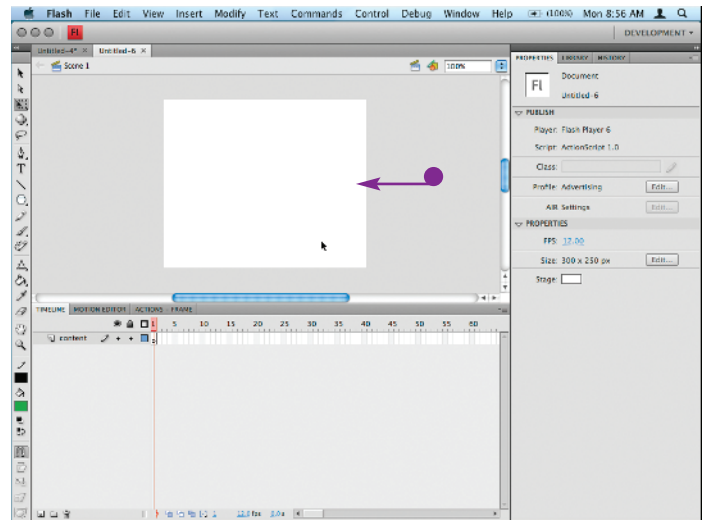 Flash File Edit View Insert Modify Text Commands Control Debug Window Help (100%) Mon 8:56 AM
FL DEVELOPMENT
Untitled-4* × Untitled-6 ×
Scene 1 100%
PROPERTIES LIBRARY HISTORY
Fl Document
Untitled-6
PUBLISH
Player: Flash Player 6
Script: ActionScript 1.0
Class:
Profile: Advertising Edit...
AIR Settings Edit...
PROPERTIES
FPS: 12.00
Size: 300 x 250 px Edit...
Stage:
TIMELINE MOTION EDITOR ACTIONS - FRAME
1 5 10 15 20 25 30 35 40 45 50 55 60
content
1 12.0 fps 0.0s